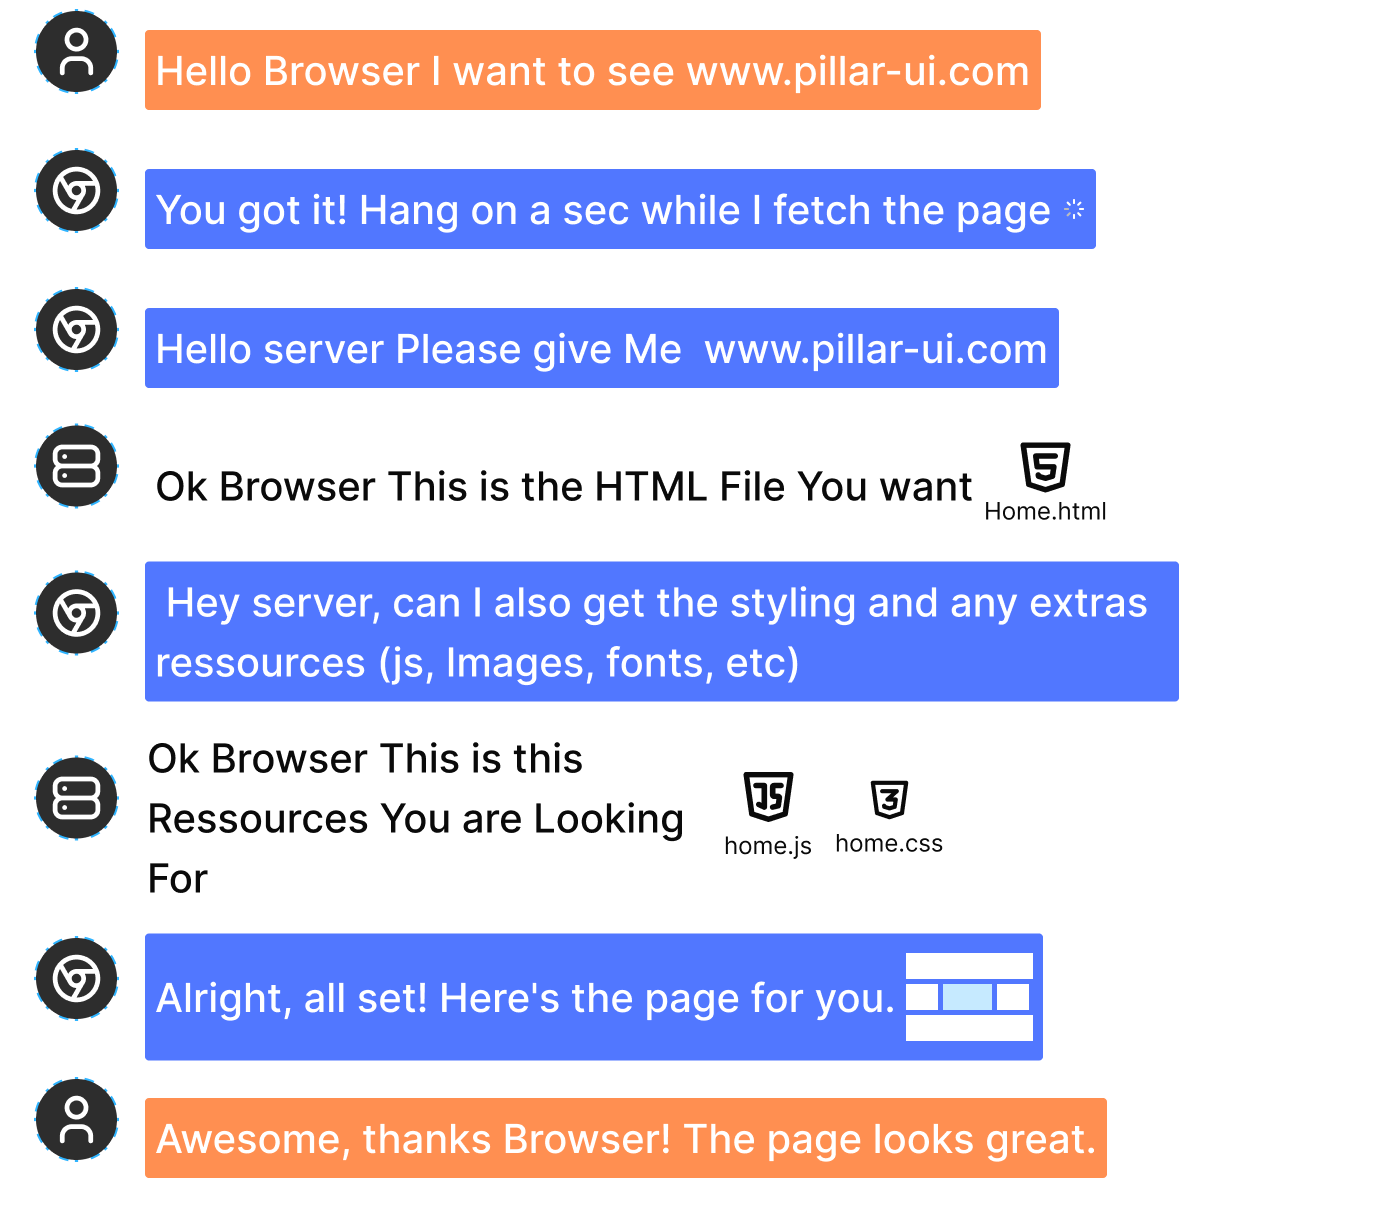 Hello Browser I want to see www.pillar-ui.com
You got it! Hang on a sec while I fetch the page
Hello server Please give Me  www.pillar-ui.com
Ok Browser This is the HTML File You want
5
Home.html
Hey server, can I also get the styling and any extras
ressources (js, Images, fonts, etc)
Ok Browser This is this
Ressources You are Looking
For
JS
home.js
3
home.css
Alright, all set! Here's the page for you.
Awesome, thanks Browser! The page looks great.